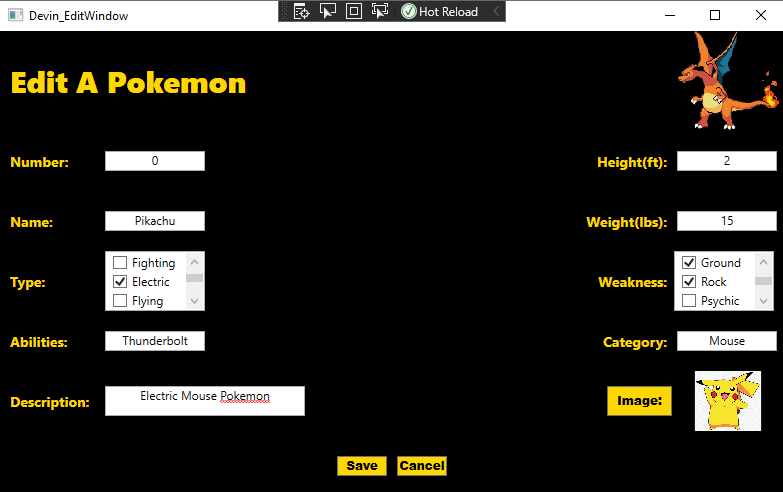 Devin_EditWindow
Hot Reload
Edit A Pokemon
Number: 0 Height(ft): 2
Name: Pikachu Weight(lbs): 15
Fighting Ground
Type: Electric Weakness: Rock
Flying Psychic
Abilities: Thunderbolt Category: Mouse
Description: Electric Mouse Pokemon Image:
Save Cancel